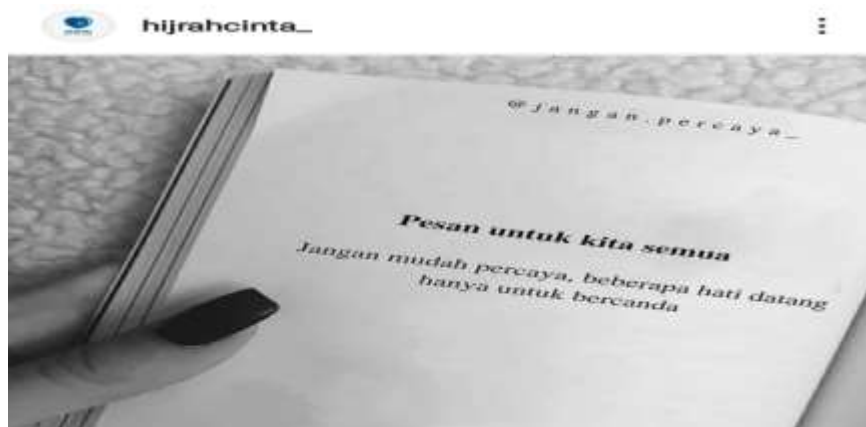 hijrahcinta_
@jangan.percaya_
Pesan untuk kita semua
Jangan mudah percaya, beberapa hati datang
hanya untuk bercanda